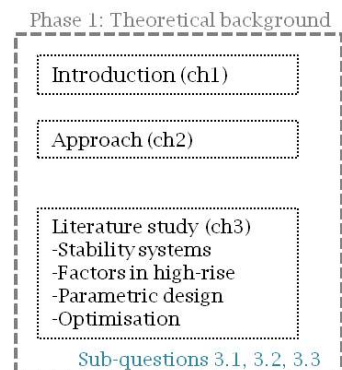 Phase 1: Theoretical background
Introduction (ch1)
Approach (ch2)
Literature study (ch3)
-Stability systems
-Factors in high-rise
-Parametric design
-Optimisation
Sub-questions 3.1, 3.2, 3.3